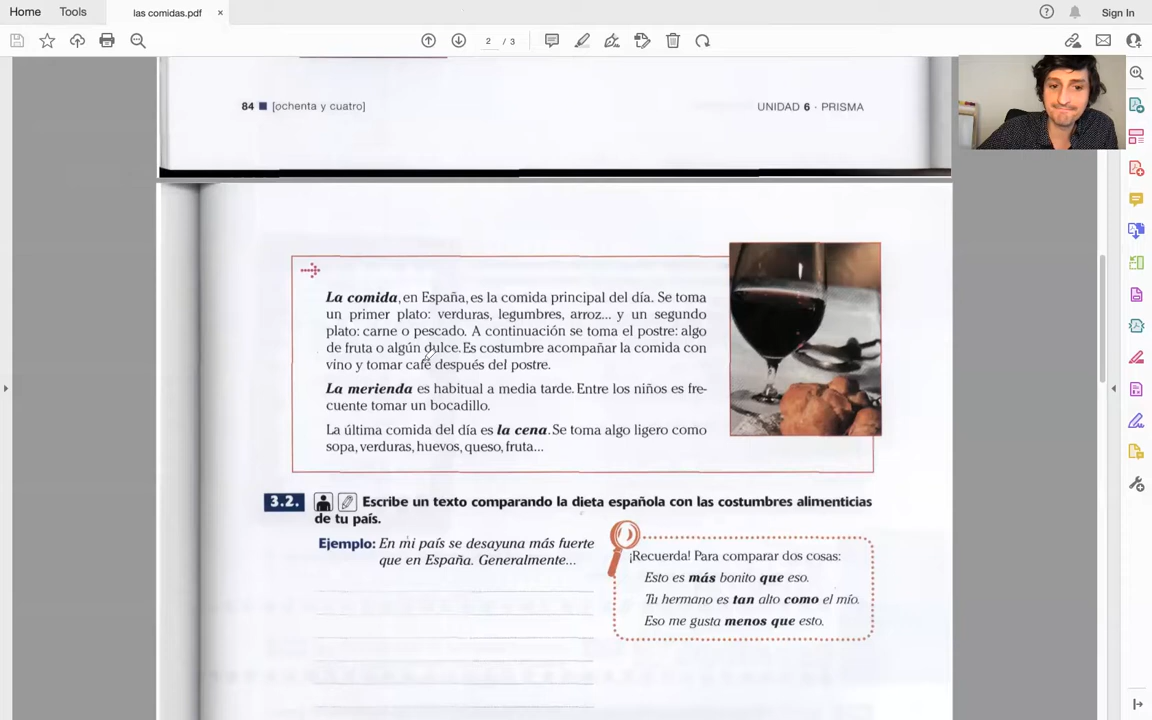 Home Tools las comidas.pdf × Sign In
2 / 3
84 ■ [ochenta y cuatro] UNIDAD 6 · PRISMA
La comida, en España, es la comida principal del día. Se toma
un primer plato: verduras, legumbres, arroz... y un segundo
plato: carne o pescado. A continuación se toma el postre: algo
de fruta o algún dulce. Es costumbre acompañar la comida con
vino y tomar café después del postre.
La merienda es habitual a media tarde. Entre los niños es fre-
cuente tomar un bocadillo.
La última comida del día es la cena. Se toma algo ligero como
sopa, verduras, huevos, queso, fruta...
3.2. Escribe un texto comparando la dieta española con las costumbres alimenticias
de tu país.
Ejemplo: En mi país se desayuna más fuerte
que en España. Generalmente...
¡Recuerda! Para comparar dos cosas:
Esto es más bonito que eso.
Tu hermano es tan alto como el mío.
Eso me gusta menos que esto.